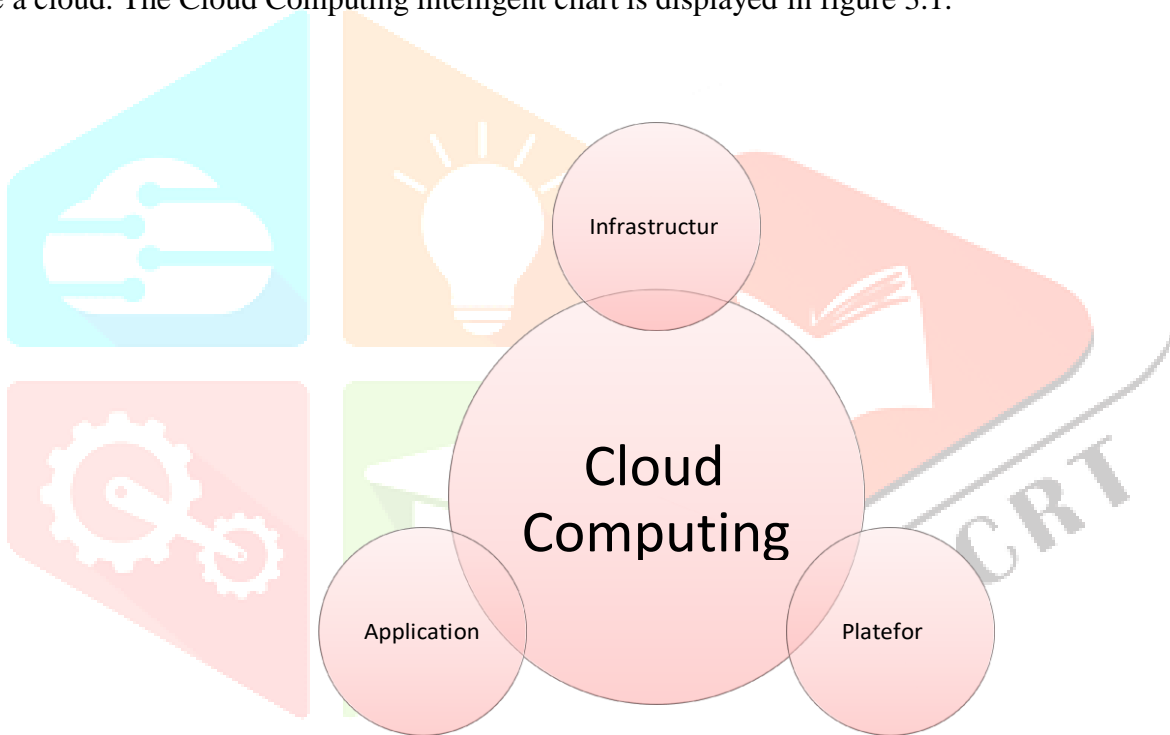 e a cloud. The Cloud Computing intelligent chart is displayed in figure 3.1.
Infrastructur
Cloud
Computing
Application
Platefor
CRT